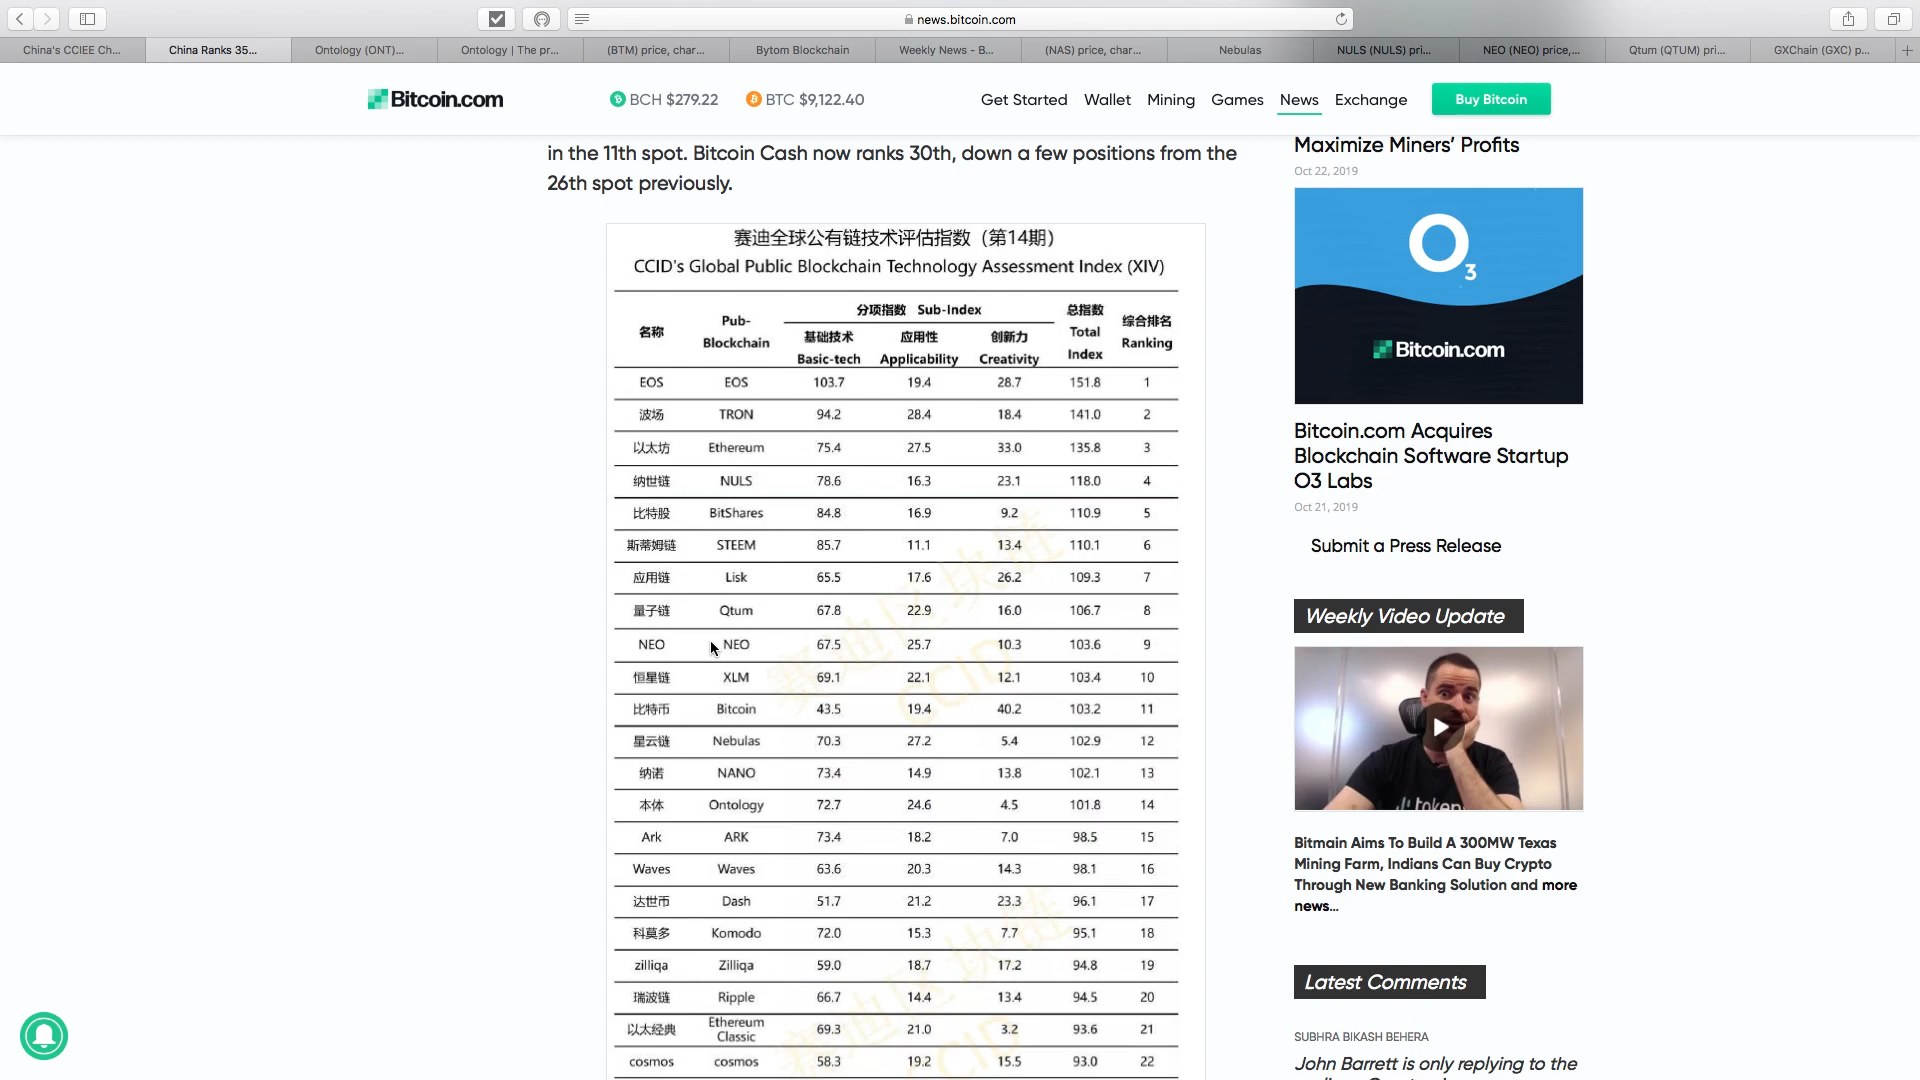 news.bitcoin.com
China's CCIEE Ch...
China Ranks 35...
Ontology (ONT)...
Ontology | The pr...
(BTM) price, char...
Bytom Blockchain
Weekly News - B...
(NAS) price, char...
Nebulas
NULS (NULS) pri...
NEO (NEO) price,...
Qtum (QTUM) pri...
GXChain (GXC) p...
Bitcoin.com
BCH $279.22
BTC $9,122.40
Get Started Wallet Mining Games News Exchange
Buy Bitcoin
in the 11th spot. Bitcoin Cash now ranks 30th, down a few positions from the
26th spot previously.
赛迪全球公有链技术评估指数（第14期）
CCID's Global Public Blockchain Technology Assessment Index (XIV)
名称 Pub-Blockchain 分项指数 Sub-Index 总指数 Total Index 综合排名 Ranking
基础技术 Basic-tech 应用性 Applicability 创新力 Creativity
EOS EOS 103.7 19.4 28.7 151.8 1
波场 TRON 94.2 28.4 18.4 141.0 2
以太坊 Ethereum 75.4 27.5 33.0 135.8 3
纳世链 NULS 78.6 16.3 23.1 118.0 4
比特股 BitShares 84.8 16.9 9.2 110.9 5
斯蒂姆链 STEEM 85.7 11.1 13.4 110.1 6
应用链 Lisk 65.5 17.6 26.2 109.3 7
量子链 Qtum 67.8 22.9 16.0 106.7 8
NEO NEO 67.5 25.7 10.3 103.6 9
恒星链 XLM 69.1 22.1 12.1 103.4 10
比特币 Bitcoin 43.5 19.4 40.2 103.2 11
星云链 Nebulas 70.3 27.2 5.4 102.9 12
纳诺 NANO 73.4 14.9 13.8 102.1 13
本体 Ontology 72.7 24.6 4.5 101.8 14
Ark ARK 73.4 18.2 7.0 98.5 15
Waves Waves 63.6 20.3 14.3 98.1 16
达世币 Dash 51.7 21.2 23.3 96.1 17
科莫多 Komodo 72.0 15.3 7.7 95.1 18
zilliqa Zilliqa 59.0 18.7 17.2 94.8 19
瑞波链 Ripple 66.7 14.4 13.4 94.5 20
以太经典 Ethereum Classic 69.3 21.0 3.2 93.6 21
cosmos cosmos 58.3 19.2 15.5 93.0 22
赛迪区块链
CCID
赛迪区块链
CCID
Maximize Miners' Profits
Oct 22, 2019
O3
Bitcoin.com
Bitcoin.com Acquires
Blockchain Software Startup
O3 Labs
Oct 21, 2019
Submit a Press Release
Weekly Video Update
token
Bitmain Aims To Build A 300MW Texas
Mining Farm, Indians Can Buy Crypto
Through New Banking Solution and more
news...
Latest Comments
SUBHRA BIKASH BEHERA
John Barrett is only replying to the